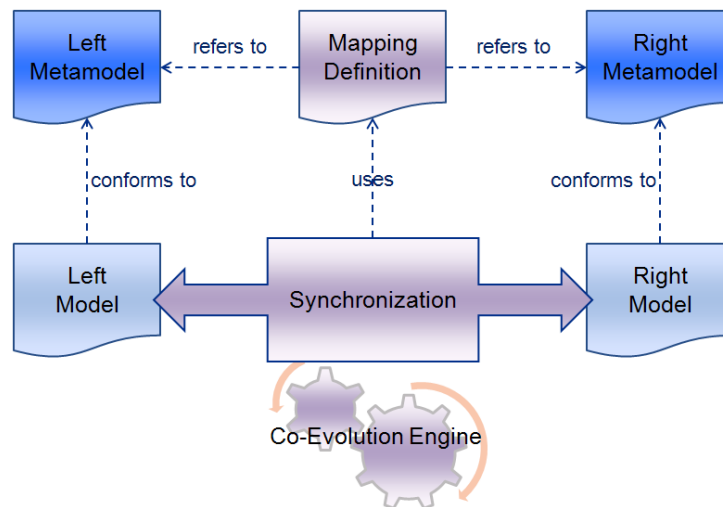 Left
Metamodel
refers to
Mapping
Definition
refers to
Right
Metamodel
conforms to
uses
conforms to
Left
Model
Synchronization
Right
Model
Co-Evolution Engine